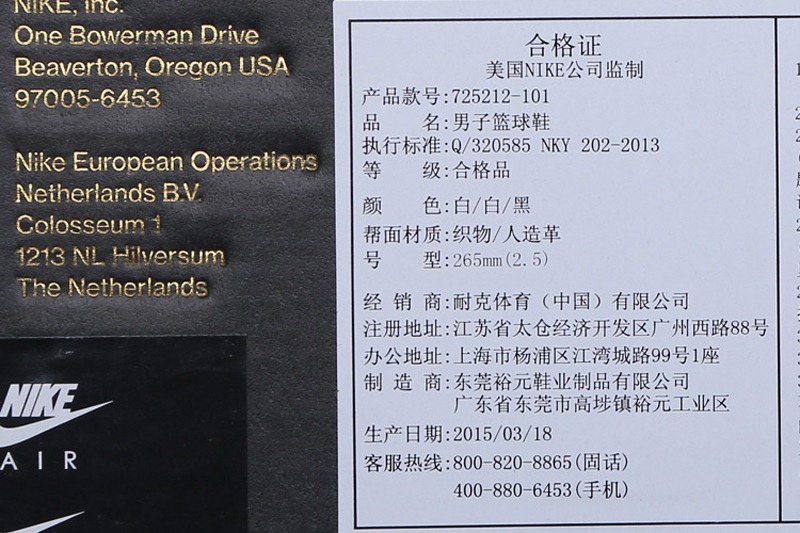 NIKE, Inc.
One Bowerman Drive
Beaverton, Oregon USA
97005-6453
Nike European Operations
Netherlands B.V.
Colosseum 1
1213 NL Hilversum
The Netherlands
NIKE
AIR
合格证
美国NIKE公司监制
产品款号:725212-101
品 名:男子篮球鞋
执行标准:Q/320585 NKY 202-2013
等 级:合格品
颜 色:白/白/黑
帮面材质:织物/人造革
号 型:265mm(2.5)
经 销 商:耐克体育（中国）有限公司
注册地址:江苏省太仓经济开发区广州西路88号
办公地址:上海市杨浦区江湾城路99号1座
制 造 商:东莞裕元鞋业制品有限公司
广东省东莞市高埗镇裕元工业区
生产日期:2015/03/18
客服热线:800-820-8865(固话)
400-880-6453(手机)